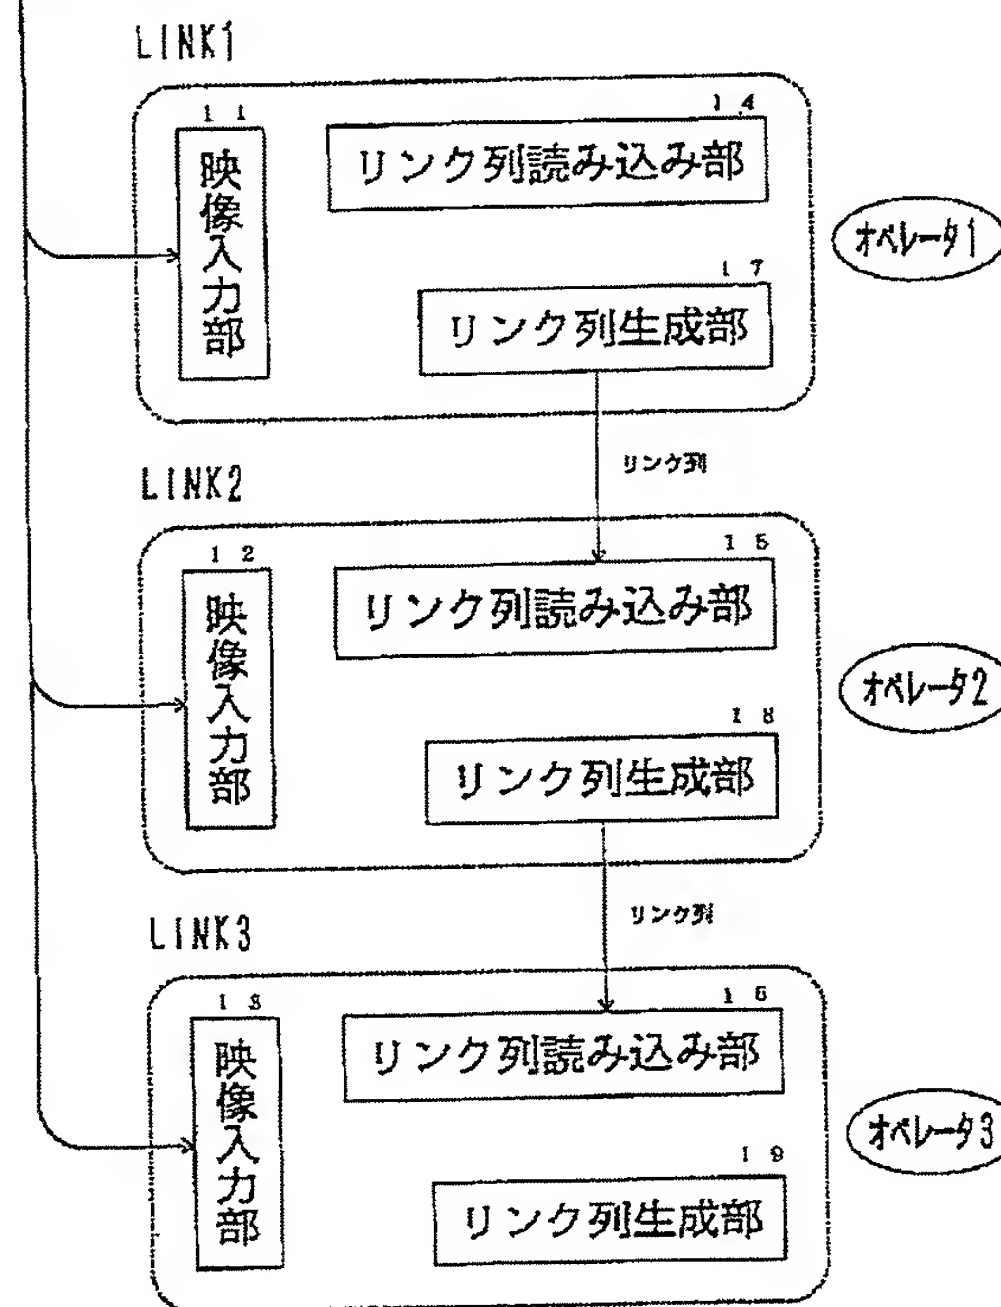 LINK1
11
映像入力部
14
リンク列読み込み部
17
リンク列生成部
オペレータ1
リンク列
LINK2
12
映像入力部
15
リンク列読み込み部
18
リンク列生成部
オペレータ2
リンク列
LINK3
13
映像入力部
16
リンク列読み込み部
19
リンク列生成部
オペレータ3